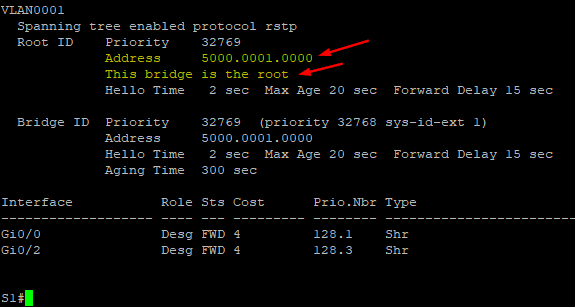 VLAN0001
  Spanning tree enabled protocol rstp
  Root ID    Priority    32769
             Address     5000.0001.0000
             This bridge is the root
             Hello Time   2 sec  Max Age 20 sec  Forward Delay 15 sec

  Bridge ID  Priority    32769  (priority 32768 sys-id-ext 1)
             Address     5000.0001.0000
             Hello Time   2 sec  Max Age 20 sec  Forward Delay 15 sec
             Aging Time  300 sec

Interface           Role Sts Cost      Prio.Nbr Type
------------------- ---- --- --------- -------- --------------------------------
Gi0/0               Desg FWD 4         128.1    Shr
Gi0/2               Desg FWD 4         128.3    Shr

S1#